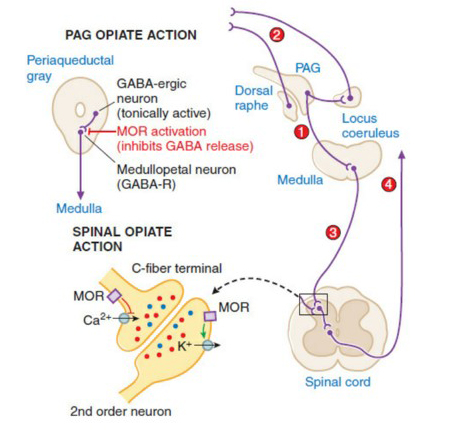 PAG OPIATE ACTION
Periaqueductal
gray
GABA-ergic
neuron
(tonically active)
MOR activation
(inhibits GABA release)
Medullopetal neuron
(GABA-R)
Medulla
2
PAG
Dorsal
raphe
Locus
coeruleus
1
Medulla
4
3
Spinal cord
SPINAL OPIATE
ACTION
C-fiber terminal
MOR
Ca2+
MOR
K+
2nd order neuron